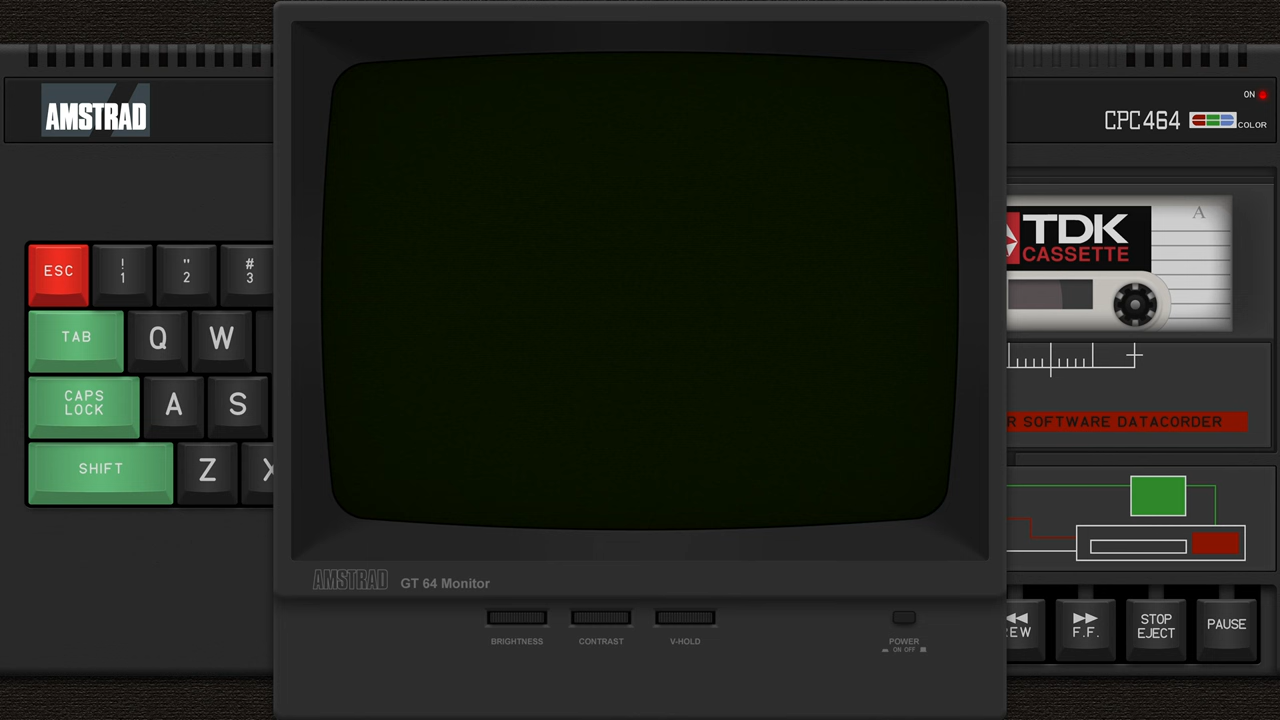 AMSTRAD
ON
CPC464
COLOR
A
TDK
CASSETTE
ESC
!
1
"
2
#
3
TAB
Q
W
CAPS
LOCK
A
S
SHIFT
Z
X
R SOFTWARE DATACORDER
AMSTRAD GT 64 Monitor
BRIGHTNESS CONTRAST V-HOLD POWER
ON OFF
EW
F.F.
STOP
EJECT
PAUSE